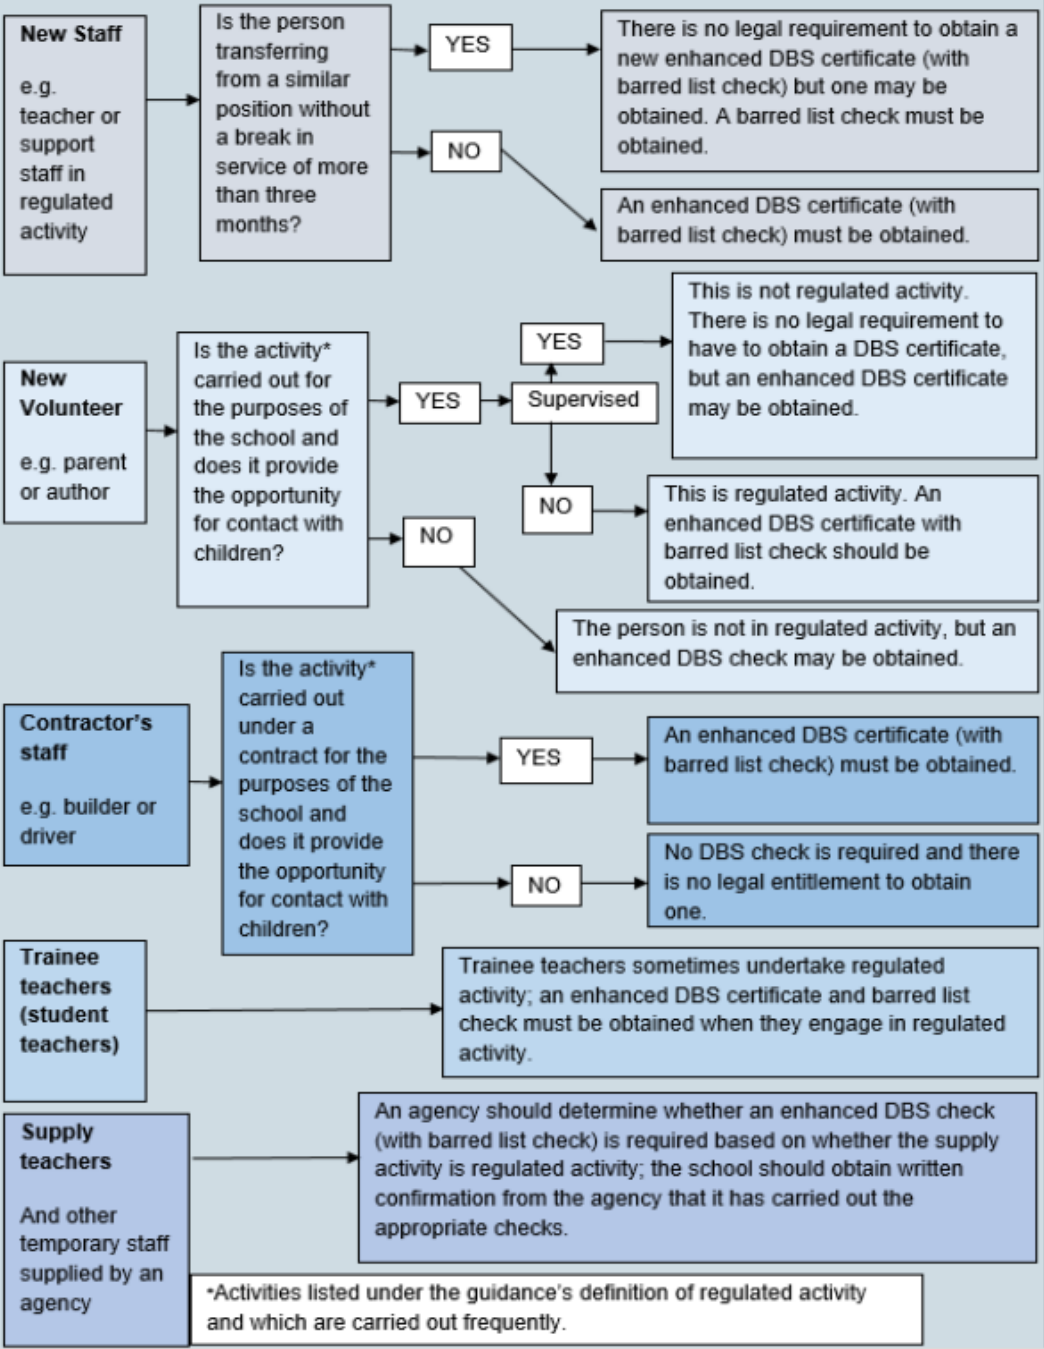 New Staff
e.g.
teacher or
support
staff in
regulated
activity
Is the person
transferring
from a similar
position without
a break in
service of more
than three
months?
YES
There is no legal requirement to obtain a
new enhanced DBS certificate (with
barred list check) but one may be
obtained. A barred list check must be
obtained.
NO
An enhanced DBS certificate (with
barred list check) must be obtained.
New
Volunteer
e.g. parent
or author
Is the activity*
carried out for
the purposes of
the school and
does it provide
the opportunity
for contact with
children?
YES
Supervised
YES
This is not regulated activity.
There is no legal requirement to
have to obtain a DBS certificate,
but an enhanced DBS certificate
may be obtained.
NO
This is regulated activity. An
enhanced DBS certificate with
barred list check should be
obtained.
NO
The person is not in regulated activity, but an
enhanced DBS check may be obtained.
Contractor's
staff
e.g. builder or
driver
Is the activity*
carried out
under a
contract for the
purposes of the
school and
does it provide
the opportunity
for contact with
children?
YES
An enhanced DBS certificate (with
barred list check) must be obtained.
NO
No DBS check is required and there
is no legal entitlement to obtain
one.
Trainee
teachers
(student
teachers)
Trainee teachers sometimes undertake regulated
activity; an enhanced DBS certificate and barred list
check must be obtained when they engage in regulated
activity.
Supply
teachers
And other
temporary staff
supplied by an
agency
An agency should determine whether an enhanced DBS check
(with barred list check) is required based on whether the supply
activity is regulated activity; the school should obtain written
confirmation from the agency that it has carried out the
appropriate checks.
*Activities listed under the guidance's definition of regulated activity
and which are carried out frequently.